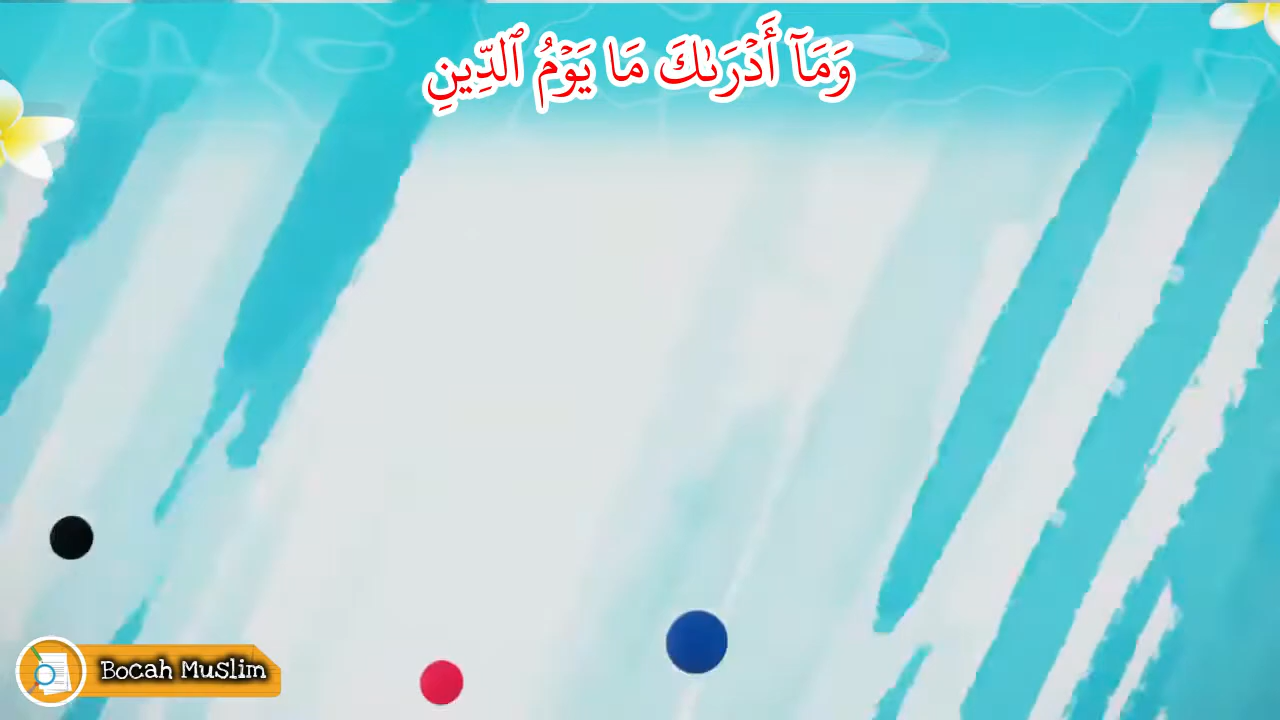 وَمَآ أَدْرَىٰكَ مَا يَوْمُ ٱلدِّينِ
Bocah Muslim